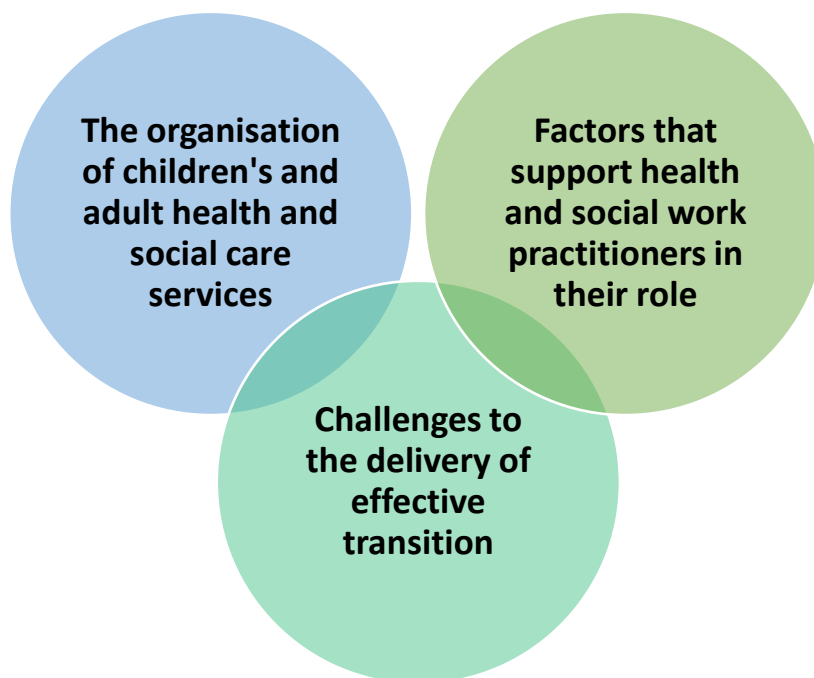 The organisation
of children's and
adult health and
social care
services
Factors that
support health
and social work
practitioners in
their role
Challenges to
the delivery of
effective
transition